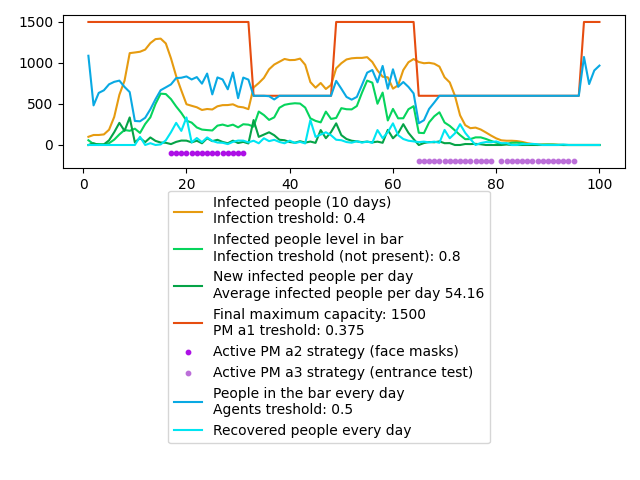 1500
1000
500
0
0 20 40 60 80 100
Infected people (10 days)
Infection treshold: 0.4
Infected people level in bar
Infection treshold (not present): 0.8
New infected people per day
Average infected people per day 54.16
Final maximum capacity: 1500
PM a1 treshold: 0.375
Active PM a2 strategy (face masks)
Active PM a3 strategy (entrance test)
People in the bar every day
Agents treshold: 0.5
Recovered people every day